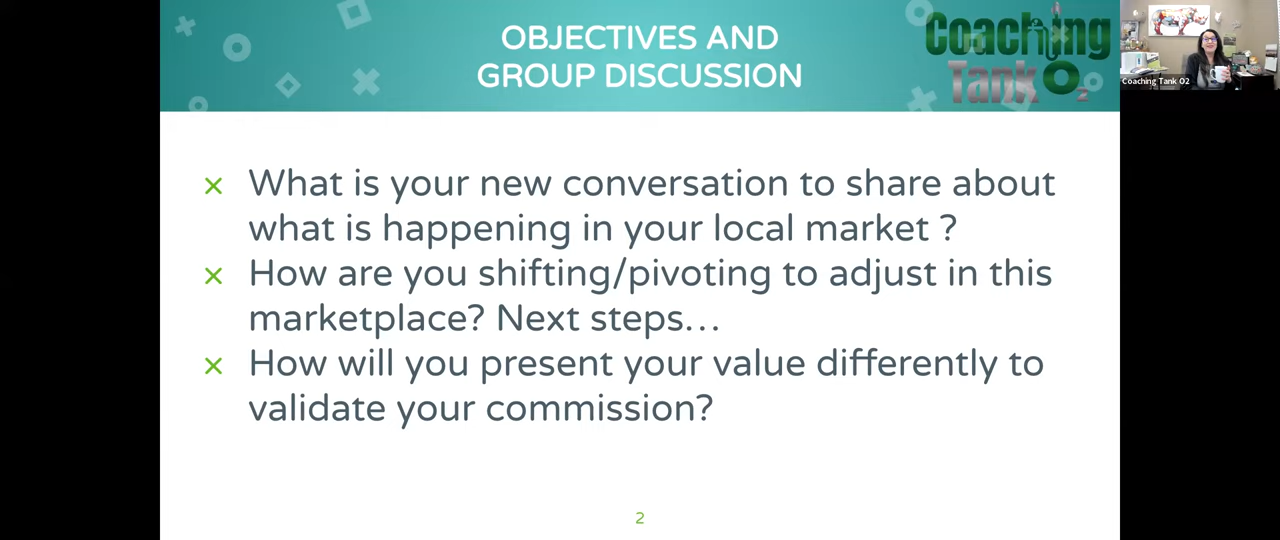 OBJECTIVES AND
GROUP DISCUSSION
Coaching
Tank O2
Coaching Tank O2
× What is your new conversation to share about
what is happening in your local market ?
× How are you shifting/pivoting to adjust in this
marketplace? Next steps…
× How will you present your value differently to
validate your commission?
2